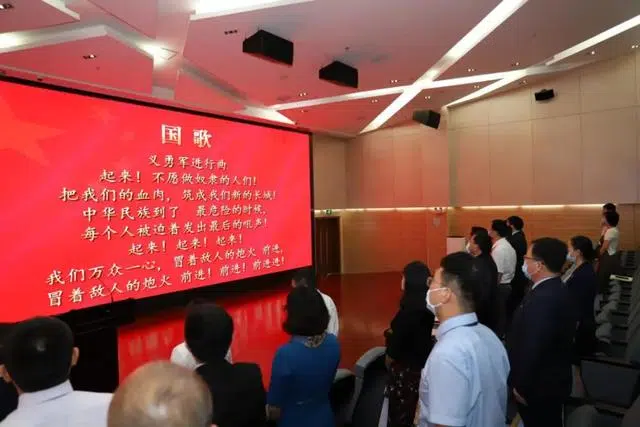 国歌
义勇军进行曲
起来！不愿做奴隶的人们！
把我们的血肉，筑成我们新的长城！
中华民族到了 最危险的时候，
每个人被迫着发出最后的吼声！
起来！起来！起来！
我们万众一心，冒着敌人的炮火 前进，
冒着敌人的炮火 前进！前进！前进进！